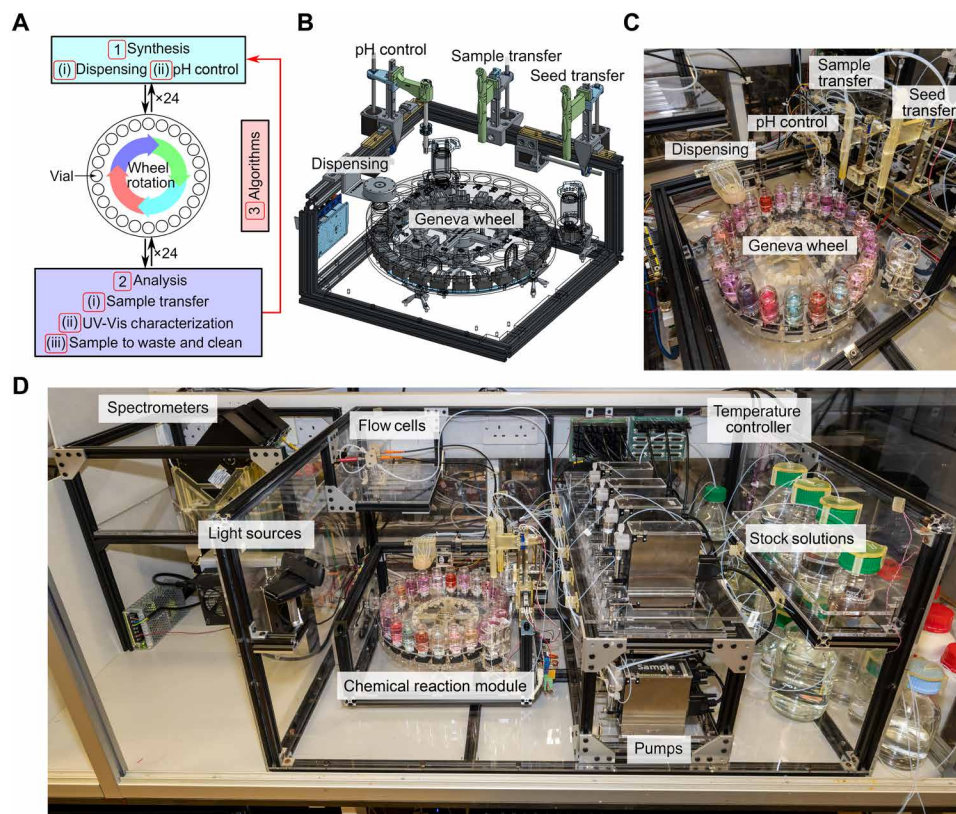 A
1 Synthesis
(i) Dispensing (ii) pH control
×24
Vial
Wheel
rotation
3 Algorithms
×24
2 Analysis
(i) Sample transfer
(ii) UV-Vis characterization
(iii) Sample to waste and clean
B
pH control
Sample
transfer
Seed transfer
Dispensing
Geneva wheel
C
Sample
transfer
Seed
transfer
pH control
Dispensing
Geneva wheel
D
Spectrometers
Flow cells
Temperature
controller
Light sources
Stock solutions
Chemical reaction module
Sample
Pumps